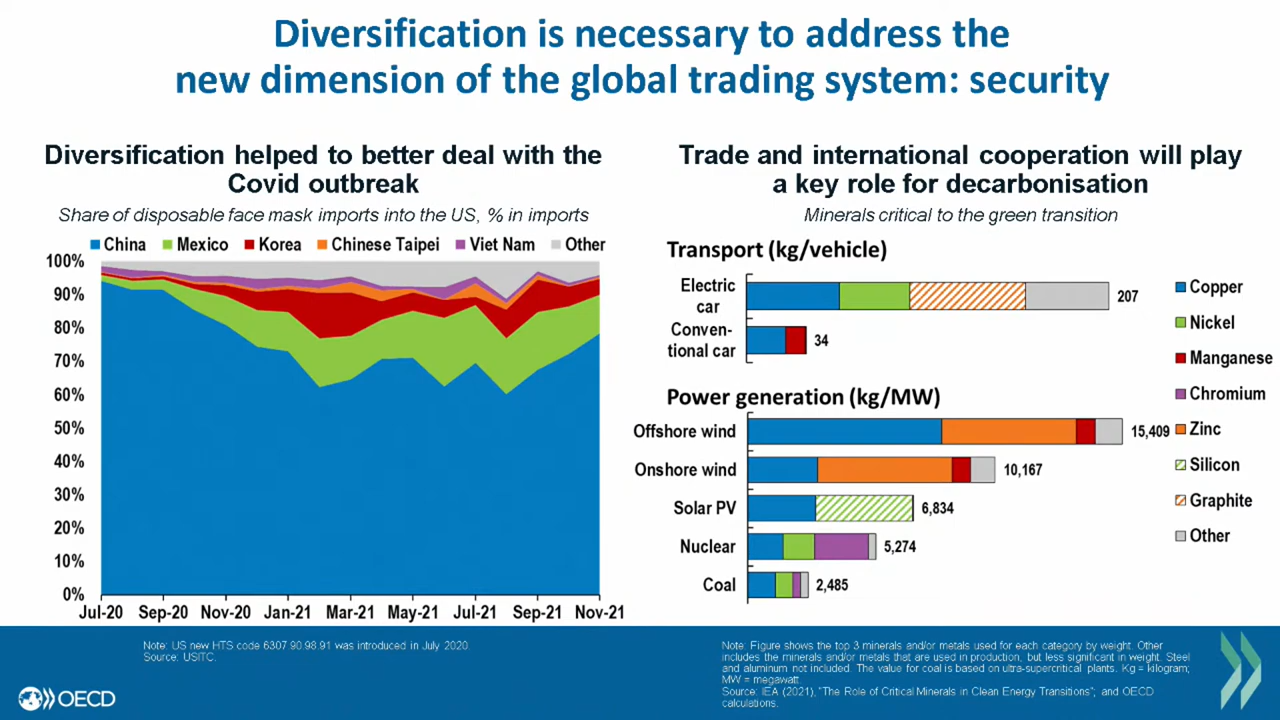 Diversification is necessary to address the
new dimension of the global trading system: security
Diversification helped to better deal with the
Covid outbreak
Share of disposable face mask imports into the US, % in imports
China Mexico Korea Chinese Taipei Viet Nam Other
100%
90%
80%
70%
60%
50%
40%
30%
20%
10%
0%
Jul-20 Sep-20 Nov-20 Jan-21 Mar-21 May-21 Jul-21 Sep-21 Nov-21
Trade and international cooperation will play
a key role for decarbonisation
Minerals critical to the green transition
Transport (kg/vehicle)
Electric
car
207
Conven-
tional car
34
Power generation (kg/MW)
Offshore wind 15,409
Onshore wind 10,167
Solar PV 6,834
Nuclear 5,274
Coal 2,485
Copper
Nickel
Manganese
Chromium
Zinc
Silicon
Graphite
Other
Note: US new HTS code 6307.90.98.91 was introduced in July 2020.
Source: USITC.
Note: Figure shows the top 3 minerals and/or metals used for each category by weight. Other
includes the minerals and/or metals that are used in production, but less significant in weight. Steel
and aluminum not included. The value for coal is based on ultra-supercritical plants. Kg = kilogram;
MW = megawatt.
Source: IEA (2021), "The Role of Critical Minerals in Clean Energy Transitions"; and OECD
calculations.
OECD